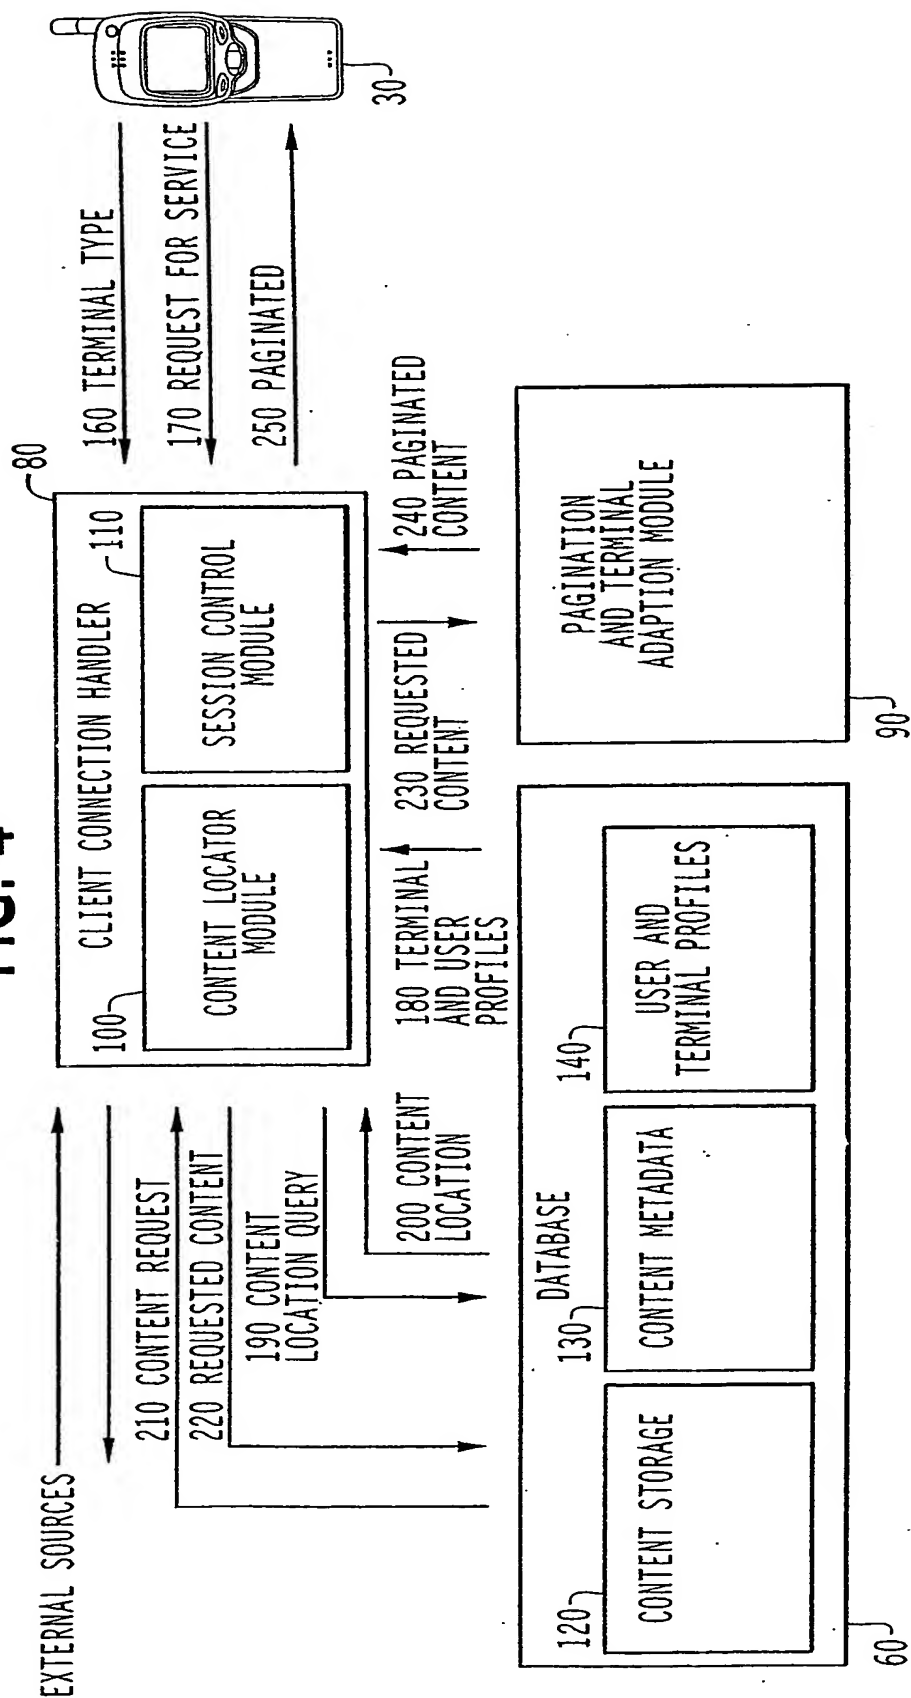 FIG. 4
EXTERNAL SOURCES
210 CONTENT REQUEST
220 REQUESTED CONTENT
190 CONTENT
LOCATION QUERY
200 CONTENT
LOCATION
80
CLIENT CONNECTION HANDLER
100
CONTENT LOCATOR
MODULE
110
SESSION CONTROL
MODULE
160 TERMINAL TYPE
170 REQUEST FOR SERVICE
250 PAGINATED
30
180 TERMINAL
AND USER
PROFILES
230 REQUESTED
CONTENT
240 PAGINATED
CONTENT
DATABASE
120
CONTENT STORAGE
130
CONTENT METADATA
140
USER AND
TERMINAL PROFILES
60
PAGINATION
AND TERMINAL
ADAPTION MODULE
90